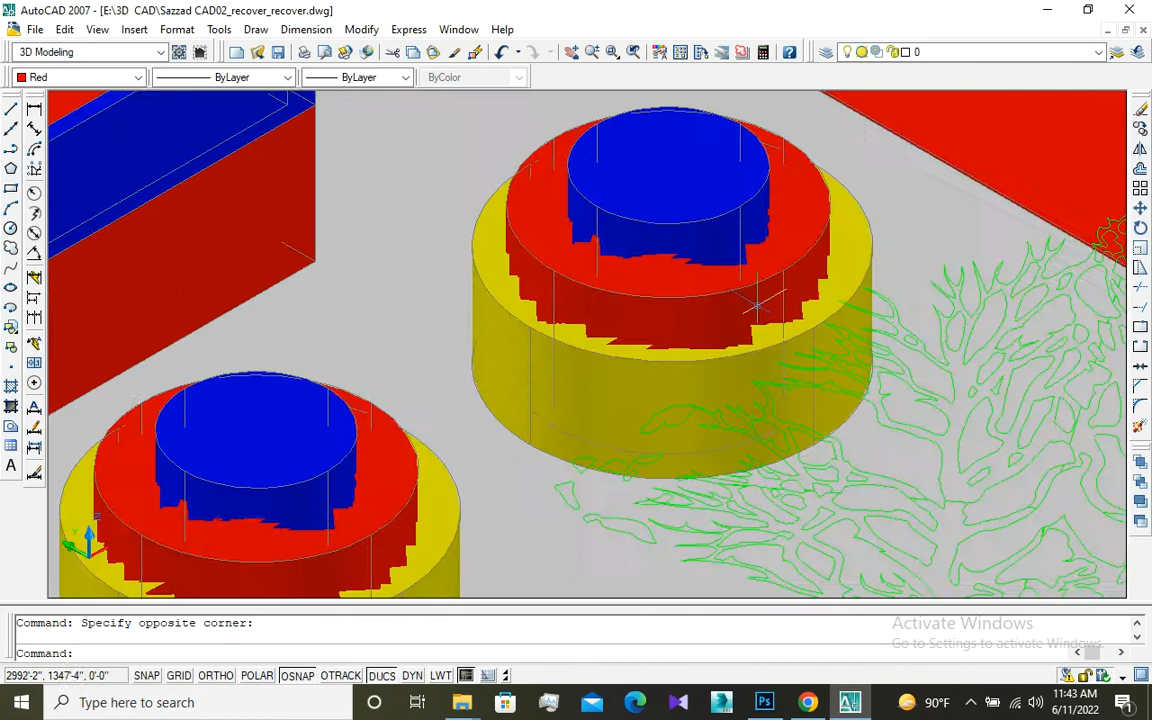 AutoCAD 2007 - [E:\3D CAD\Sazzad CAD02_recover_recover.dwg]
File Edit View Insert Format Tools Draw Dimension Modify Express Window Help
3D Modeling
0
Red ByLayer ByLayer ByColor
Command: Specify opposite corner:
Command:
Activate Windows
Go to Settings to activate Windows.
2992'-2", 1347'-4", 0'-0" SNAP GRID ORTHO POLAR OSNAP OTRACK DUCS DYN LWT
Type here to search
90°F
11:43 AM
6/11/2022